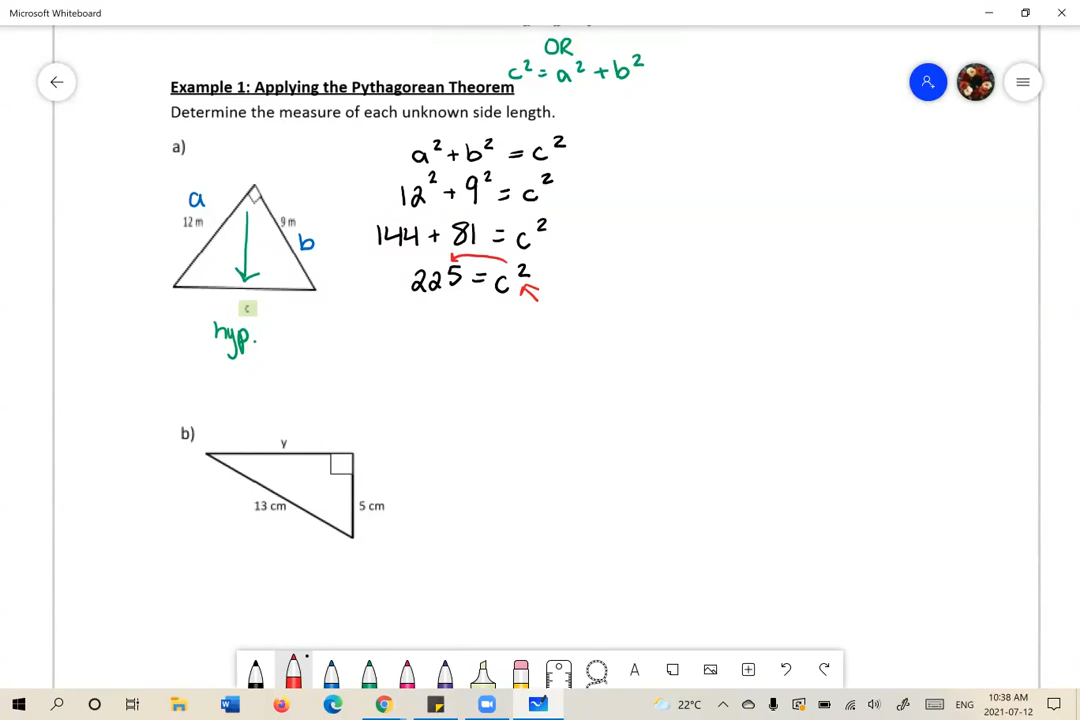 Microsoft Whiteboard
OR
c² = a² + b²
Example 1: Applying the Pythagorean Theorem
Determine the measure of each unknown side length.
a)
a² + b² = c²
12² + 9² = c²
144 + 81 = c²
225 = c²
a
12 m
9 m
b
c
hyp.
b)
y
13 cm
5 cm
A
22°C
ENG
10:38 AM
2021-07-12